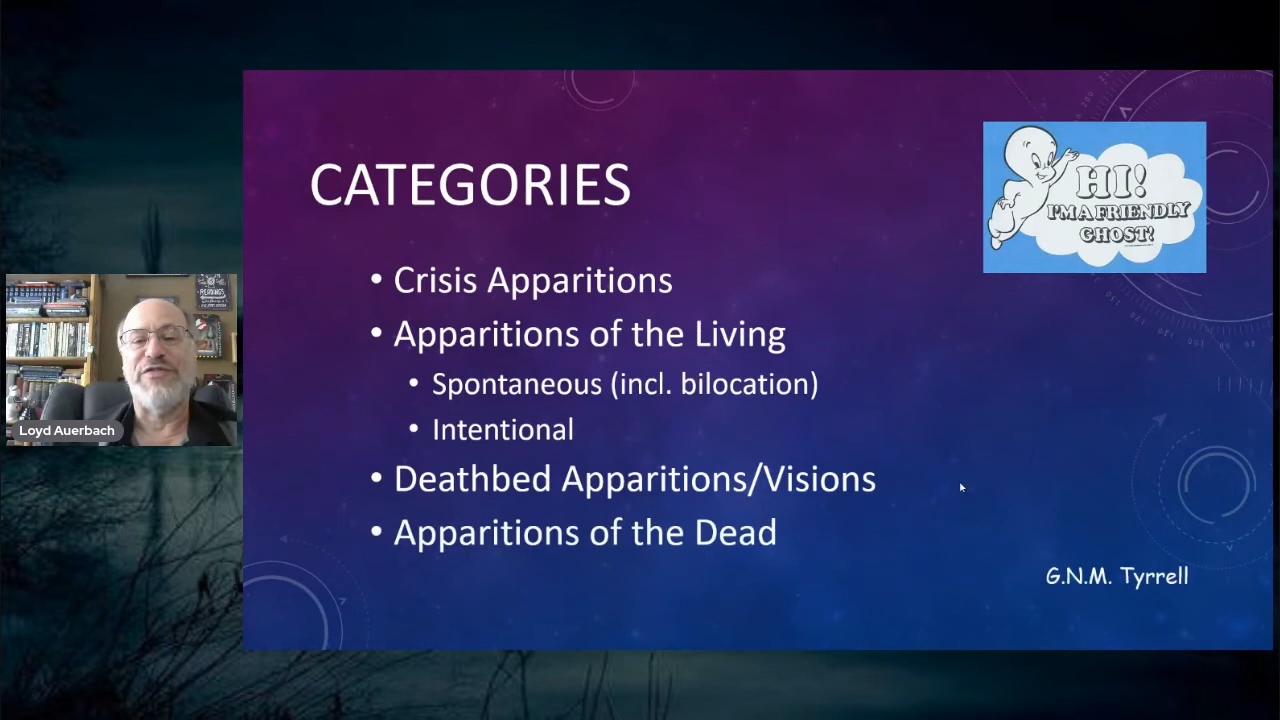 CATEGORIES
• Crisis Apparitions
• Apparitions of the Living
• Spontaneous (incl. bilocation)
• Intentional
• Deathbed Apparitions/Visions
• Apparitions of the Dead
HI!
I'M A FRIENDLY
GHOST!
G.N.M. Tyrrell
READINGS
Loyd Auerbach